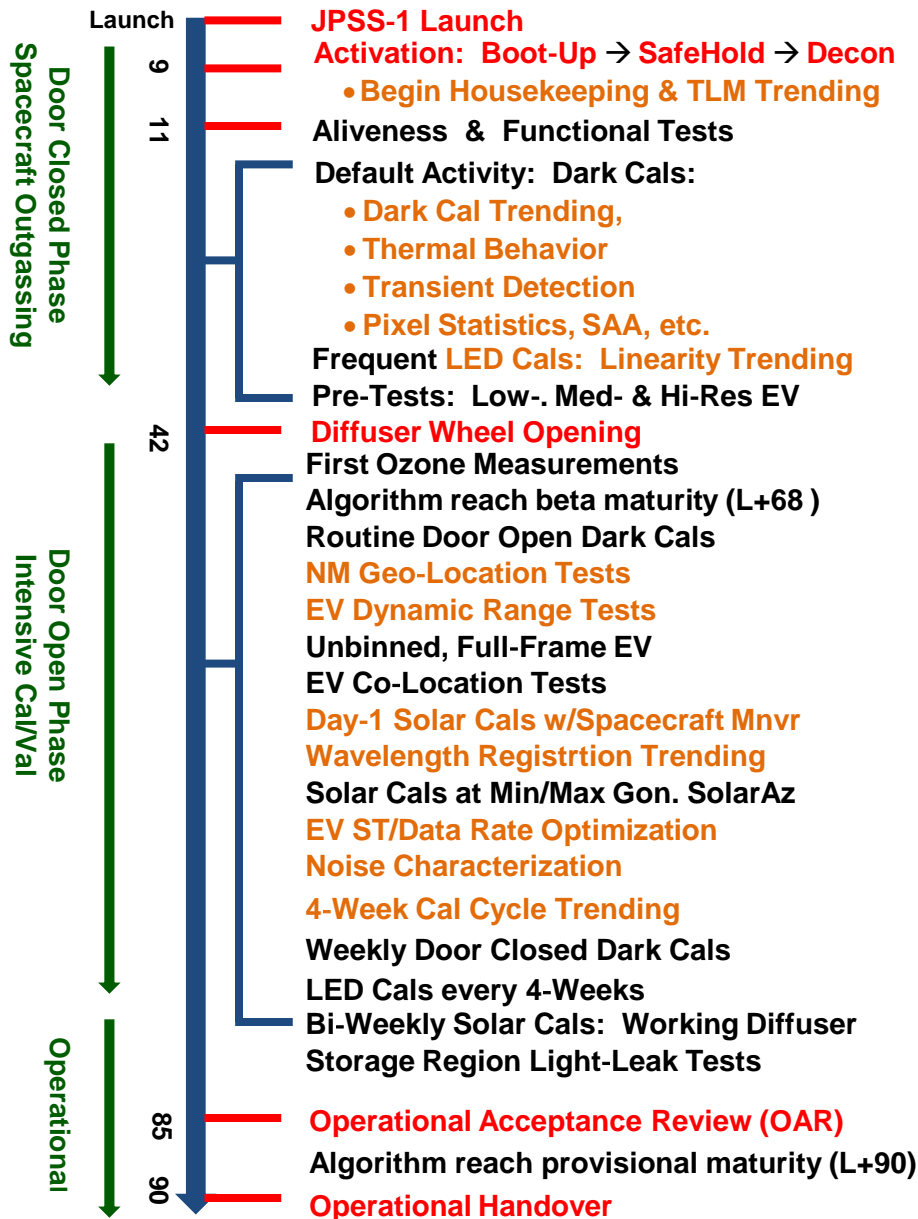 Launch
JPSS-1 Launch
9
Activation: Boot-Up → SafeHold → Decon
• Begin Housekeeping & TLM Trending
11
Aliveness & Functional Tests
Door Closed Phase
Spacecraft Outgassing
Default Activity: Dark Cals:
• Dark Cal Trending,
• Thermal Behavior
• Transient Detection
• Pixel Statistics, SAA, etc.
Frequent LED Cals: Linearity Trending
Pre-Tests: Low-. Med- & Hi-Res EV
42
Diffuser Wheel Opening
Door Open Phase
Intensive Cal/Val
First Ozone Measurements
Algorithm reach beta maturity (L+68 )
Routine Door Open Dark Cals
NM Geo-Location Tests
EV Dynamic Range Tests
Unbinned, Full-Frame EV
EV Co-Location Tests
Day-1 Solar Cals w/Spacecraft Mnvr
Wavelength Registrtion Trending
Solar Cals at Min/Max Gon. SolarAz
EV ST/Data Rate Optimization
Noise Characterization
4-Week Cal Cycle Trending
Weekly Door Closed Dark Cals
LED Cals every 4-Weeks
Bi-Weekly Solar Cals: Working Diffuser
Storage Region Light-Leak Tests
Operational
85
Operational Acceptance Review (OAR)
Algorithm reach provisional maturity (L+90)
90
Operational Handover